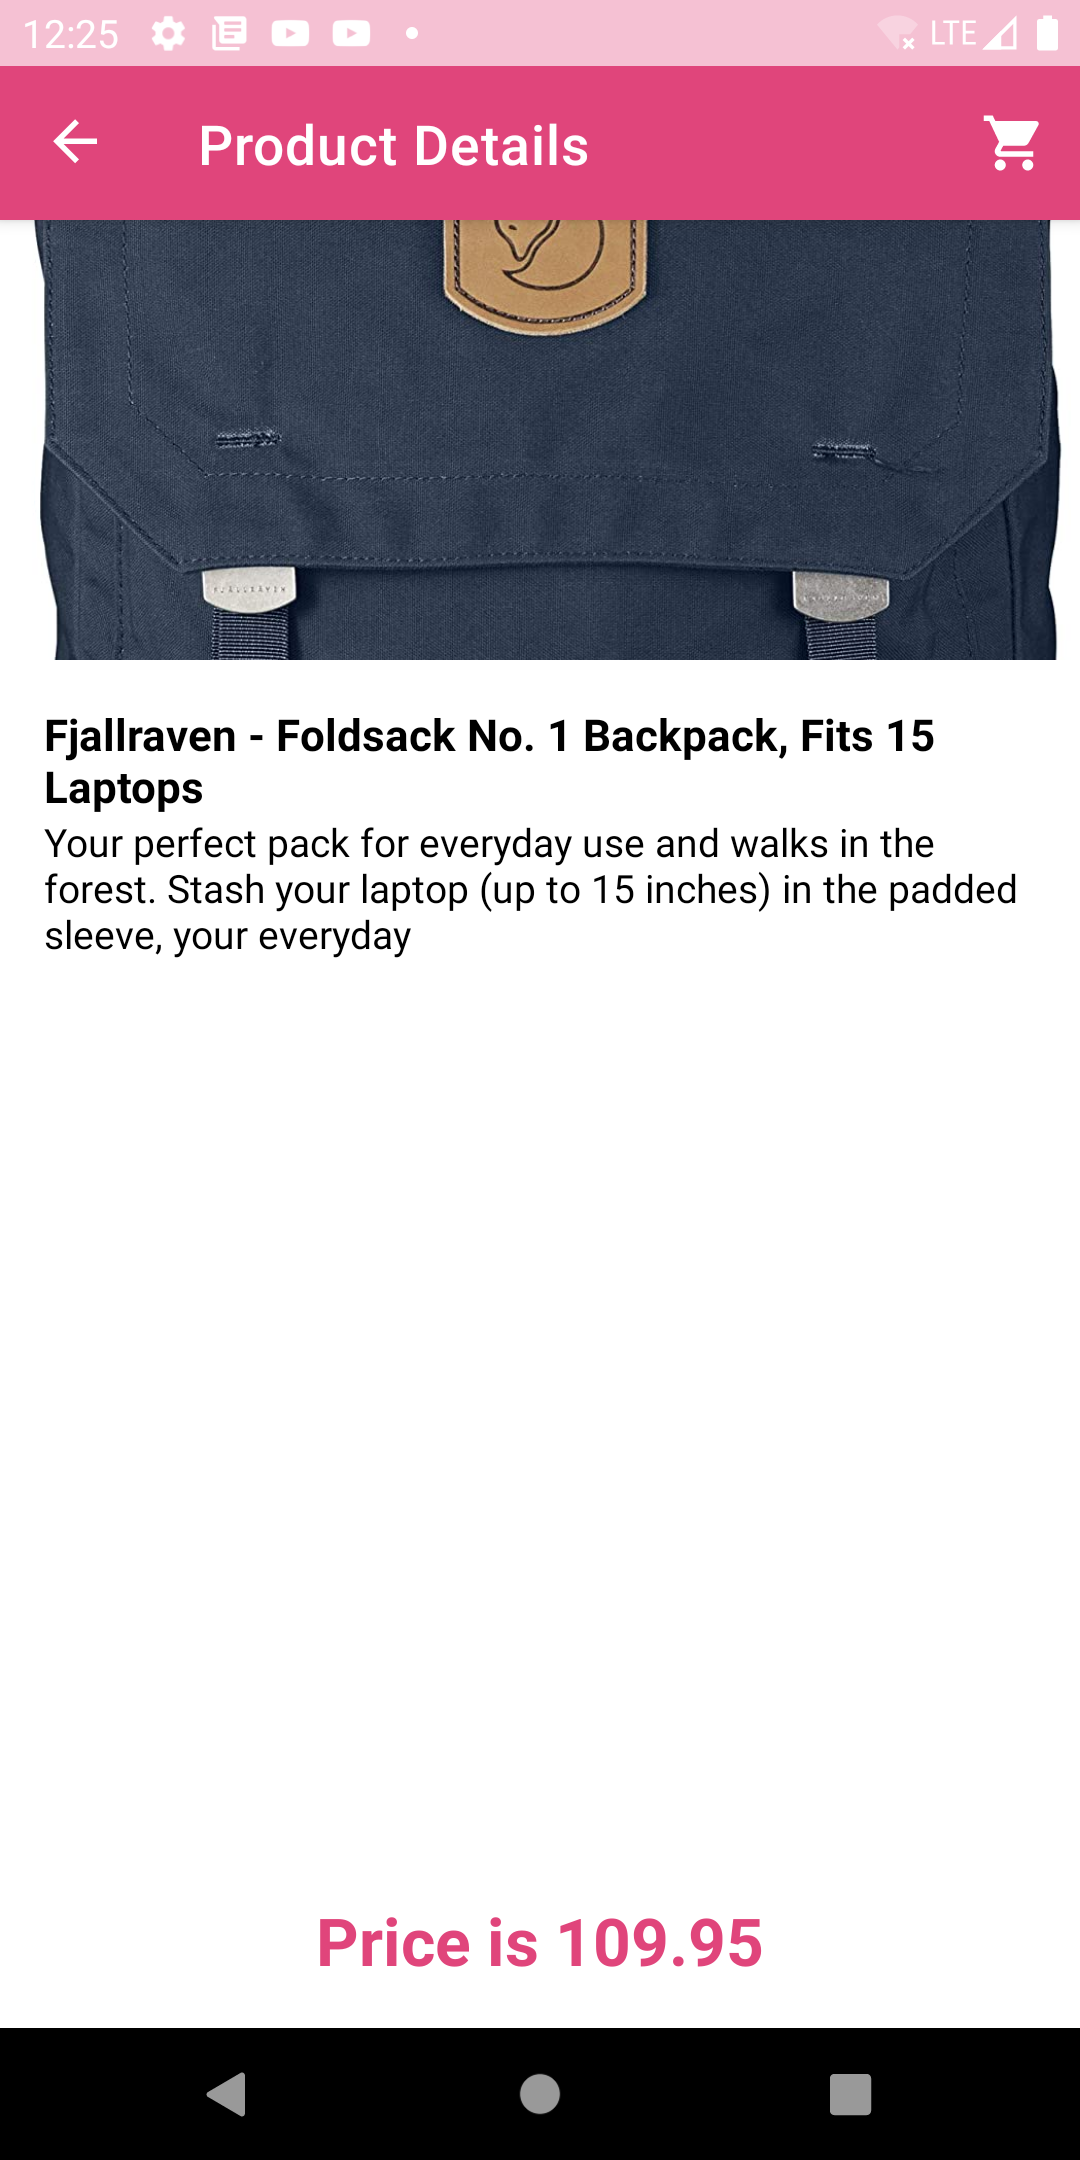 12:25
LTE
Product Details
FJÄLLRÄVEN
Fjallraven - Foldsack No. 1 Backpack, Fits 15
Laptops
Your perfect pack for everyday use and walks in the
forest. Stash your laptop (up to 15 inches) in the padded
sleeve, your everyday
Price is 109.95